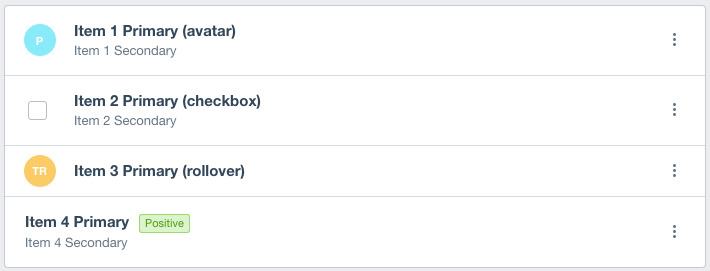 P
Item 1 Primary (avatar)
Item 1 Secondary
Item 2 Primary (checkbox)
Item 2 Secondary
TR
Item 3 Primary (rollover)
Item 4 Primary Positive
Item 4 Secondary